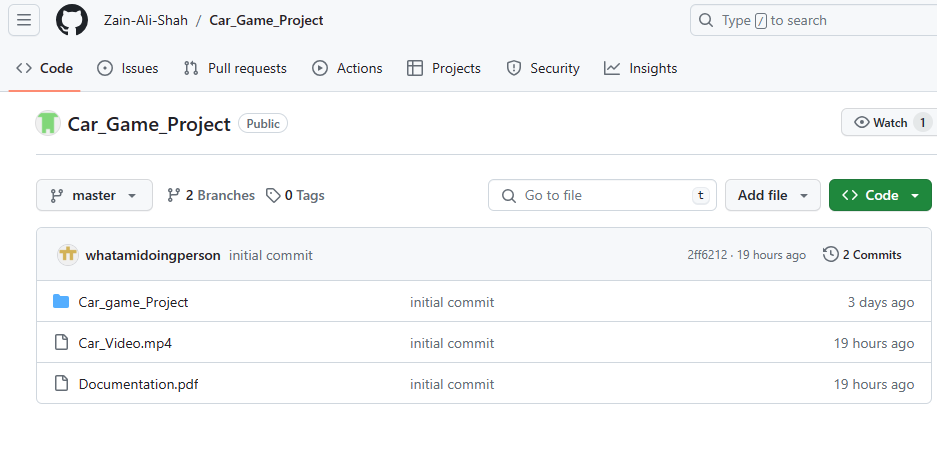 Zain-Ali-Shah / Car_Game_Project
Type / to search
Code Issues Pull requests Actions Projects Security Insights
Car_Game_Project Public
Watch 1
master 2 Branches 0 Tags
Go to file t
Add file
Code
whatamidoingperson initial commit 2ff6212 · 19 hours ago 2 Commits
Car_game_Project initial commit 3 days ago
Car_Video.mp4 initial commit 19 hours ago
Documentation.pdf initial commit 19 hours ago